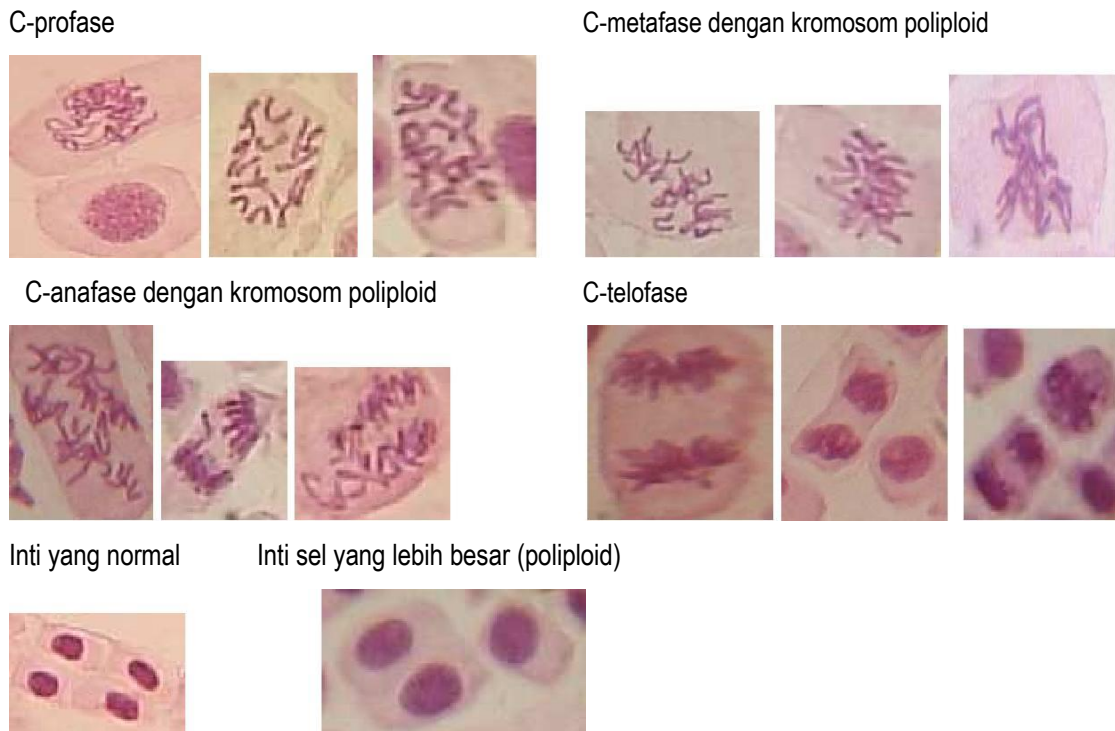 C-profase
C-metafase dengan kromosom poliploid
C-anafase dengan kromosom poliploid
C-telofase
Inti yang normal
Inti sel yang lebih besar (poliploid)